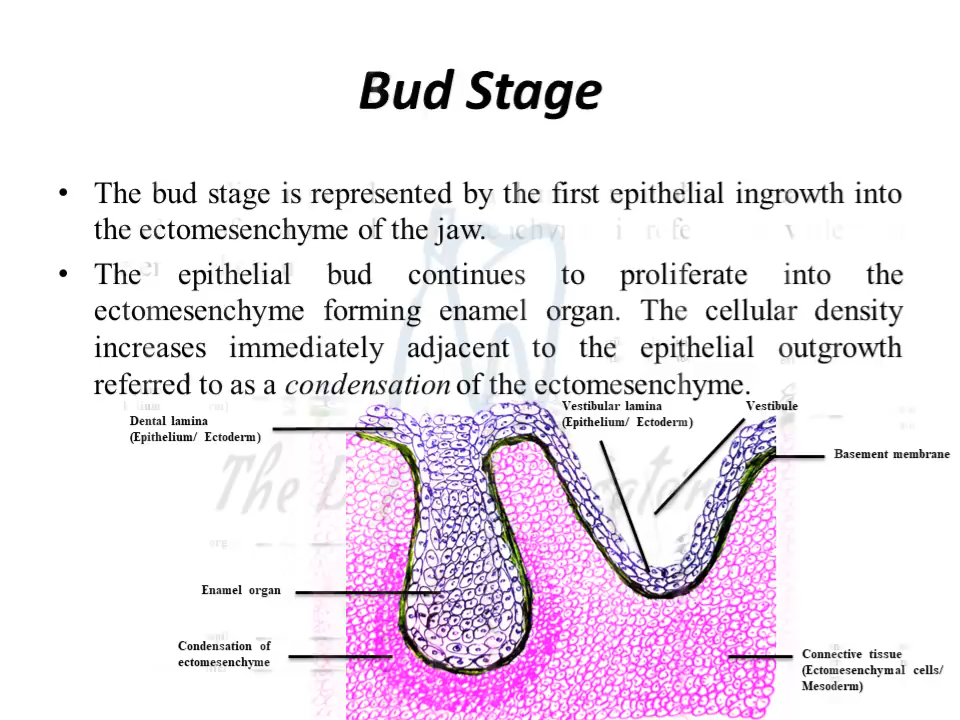 Bud Stage
• The bud stage is represented by the first epithelial ingrowth into
the ectomesenchyme of the jaw.
• The epithelial bud continues to proliferate into the
ectomesenchyme forming enamel organ. The cellular density
increases immediately adjacent to the epithelial outgrowth
referred to as a condensation of the ectomesenchyme.
Dental lamina
(Epithelium/ Ectoderm)
Vestibular lamina
(Epithelium/ Ectoderm)
Vestibule
Basement membrane
The D
Enamel organ
Condensation of
ectomesenchyme
Connective tissue
(Ectomesenchymal cells/
Mesoderm)